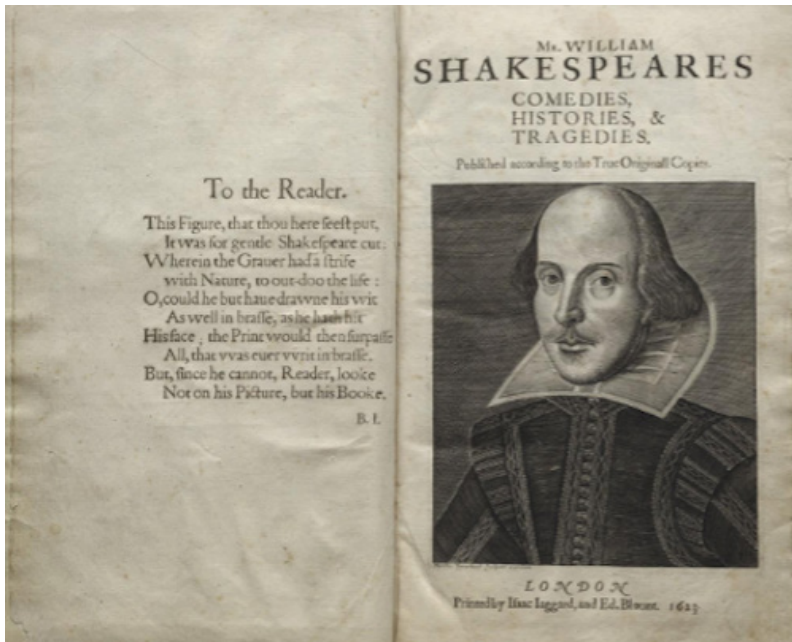 To the Reader.
This Figure, that thou here seest put,
It was for gentle Shakespeare cut:
Wherein the Grauer had a strife
with Nature, to out-doo the life :
O, could he but haue drawne his wit
As well in brasse, as he hath hit
His face ; the Print would then surpasse
All, that vvas euer vvrit in brasse.
But, since he cannot, Reader, looke
Not on his Picture, but his Booke.
B. I.
Mr. WILLIAM
SHAKESPEARES
COMEDIES,
HISTORIES, &
TRAGEDIES.
Published according to the True Originall Copies.
LONDON
Printed by Isaac Iaggard, and Ed. Blount. 1623